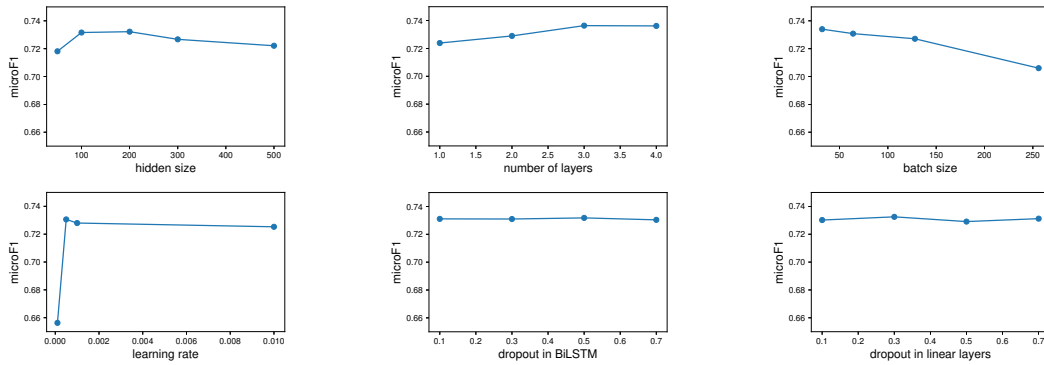 microF1
0.74
0.72
0.70
0.68
0.66
100 200 300 400 500
hidden size
microF1
0.74
0.72
0.70
0.68
0.66
1.0 1.5 2.0 2.5 3.0 3.5 4.0
number of layers
microF1
0.74
0.72
0.70
0.68
0.66
50 100 150 200 250
batch size
microF1
0.74
0.72
0.70
0.68
0.66
0.000 0.002 0.004 0.006 0.008 0.010
learning rate
microF1
0.74
0.72
0.70
0.68
0.66
0.1 0.2 0.3 0.4 0.5 0.6 0.7
dropout in BiLSTM
microF1
0.74
0.72
0.70
0.68
0.66
0.1 0.2 0.3 0.4 0.5 0.6 0.7
dropout in linear layers